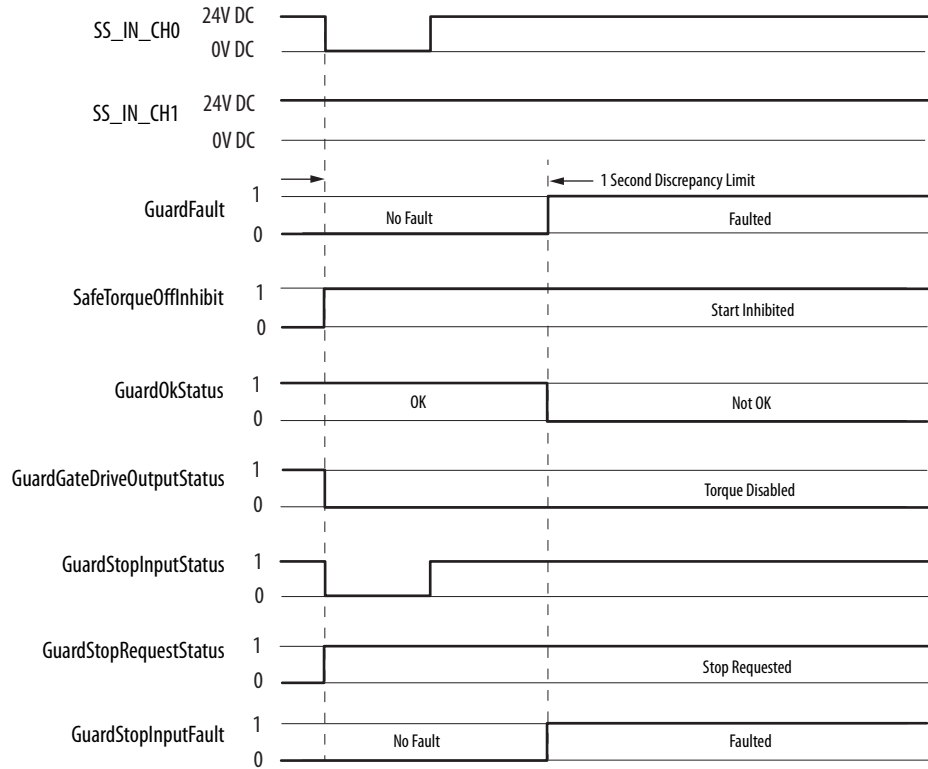 SS_IN_CH0
24V DC
0V DC
SS_IN_CH1
24V DC
0V DC
1 Second Discrepancy Limit
GuardFault
1
0
No Fault
Faulted
SafeTorqueOffInhibit
1
0
Start Inhibited
GuardOkStatus
1
0
OK
Not OK
GuardGateDriveOutputStatus
1
0
Torque Disabled
GuardStopInputStatus
1
0
GuardStopRequestStatus
1
0
Stop Requested
GuardStopInputFault
1
0
No Fault
Faulted